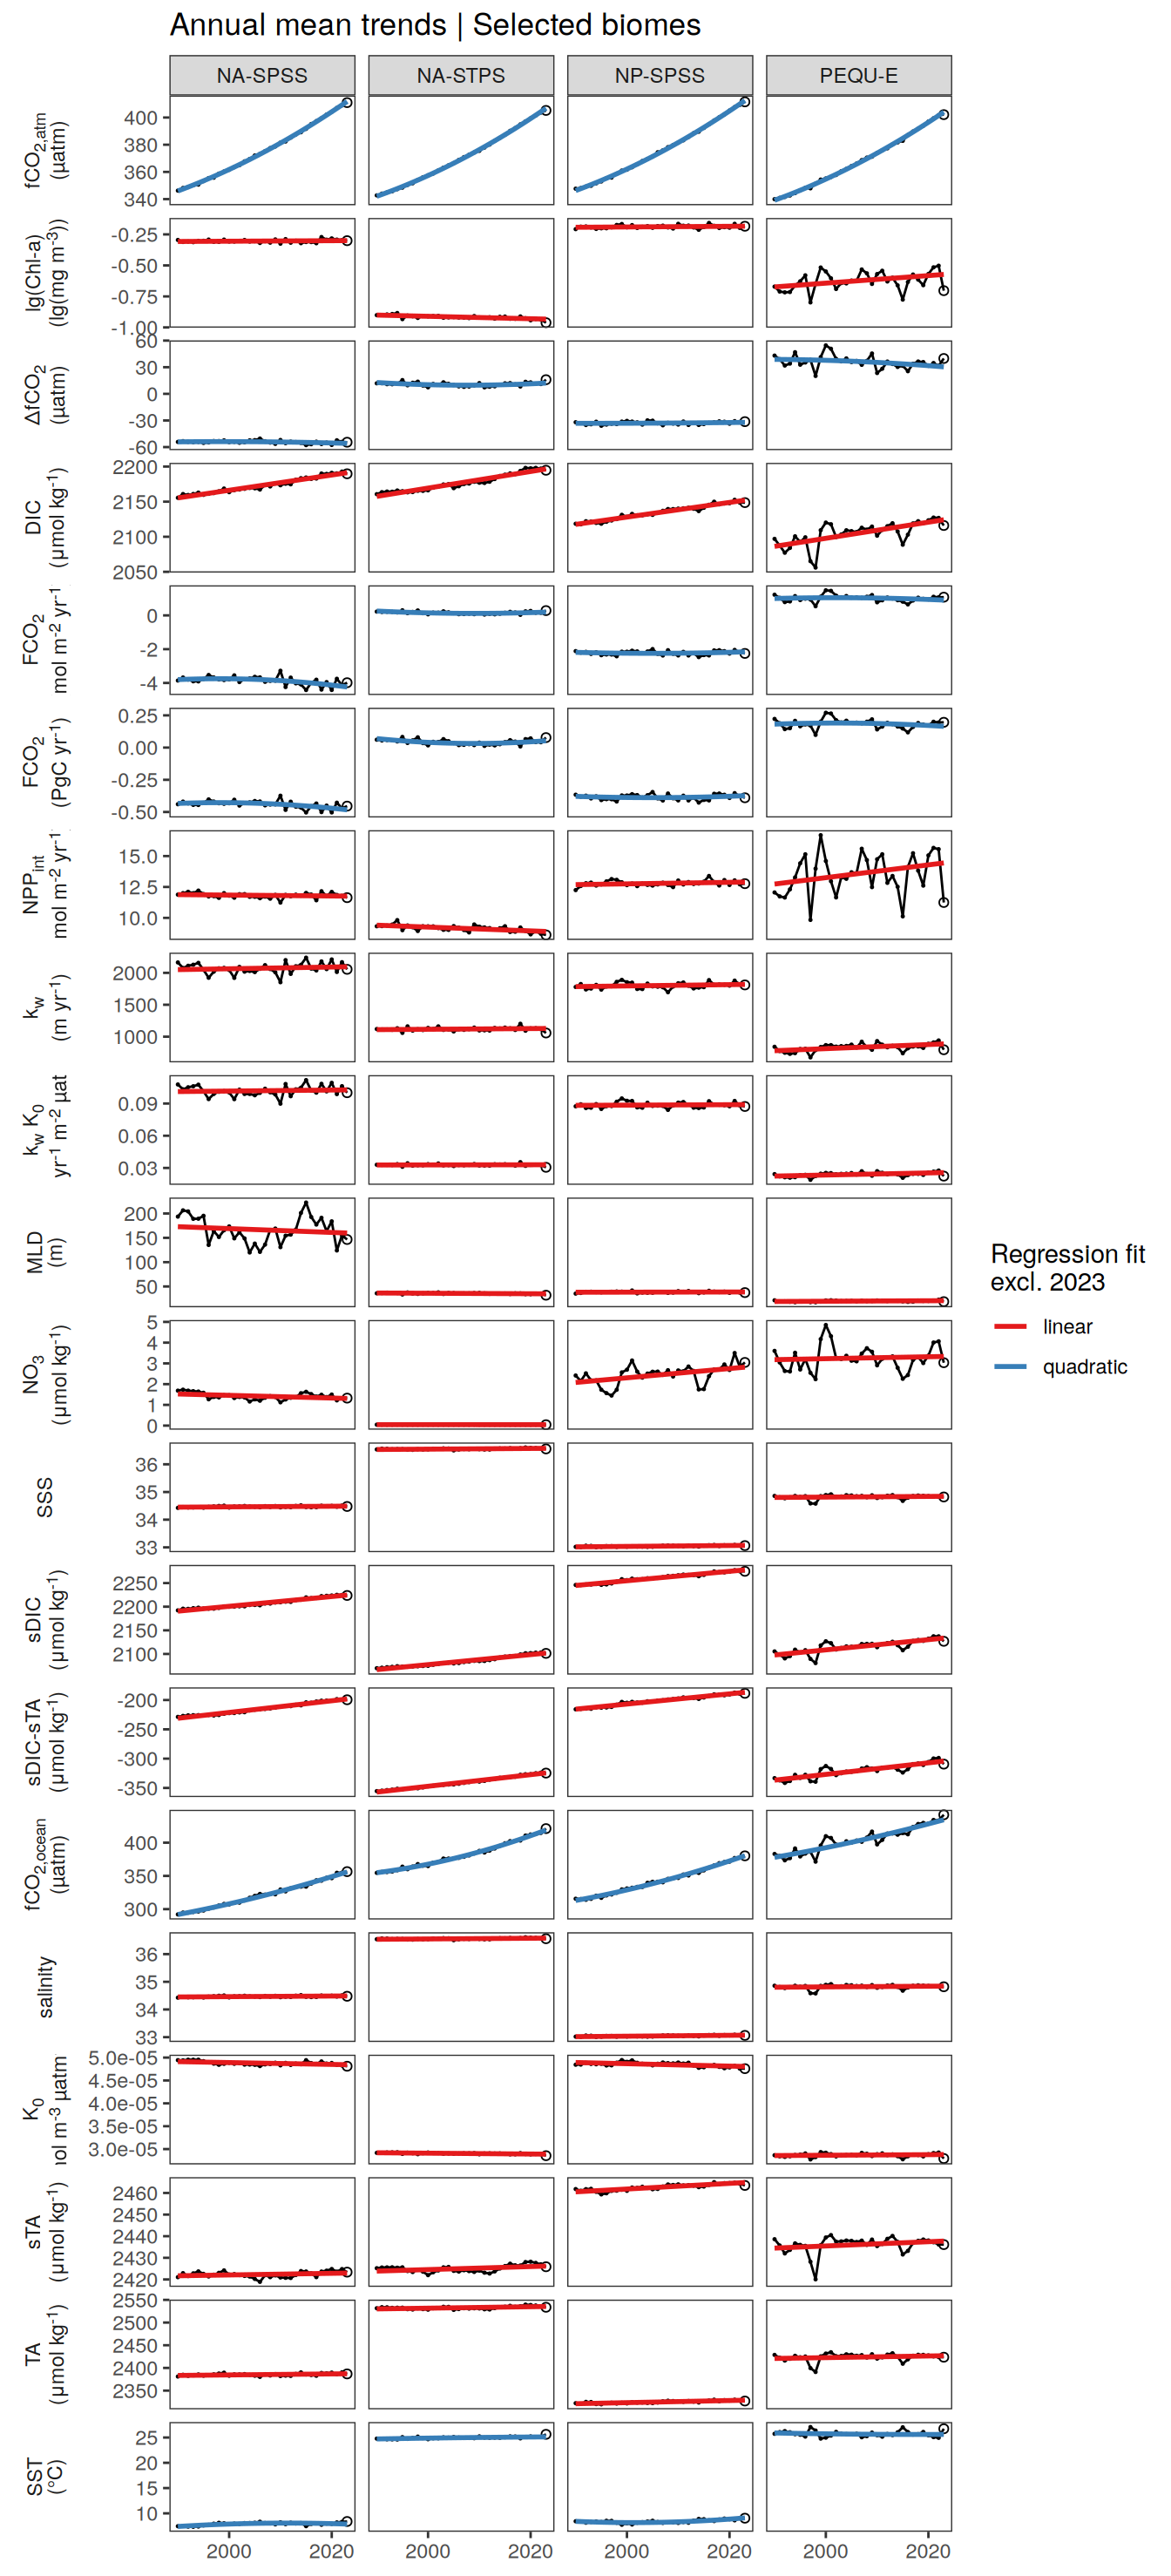 Annual mean trends | Selected biomes
NA-SPSS
NA-STPS
NP-SPSS
PEQU-E
fCO2,atm
(µatm)
400
380
360
340
lg(Chl-a)
(lg(mg m-3))
-0.25
-0.50
-0.75
-1.00
ΔfCO2
(µatm)
60
30
0
-30
-60
DIC
(µmol kg-1)
2200
2150
2100
2050
FCO2
mol m-2 yr-1
0
-2
-4
FCO2
(PgC yr-1)
0.25
0.00
-0.25
-0.50
NPPint
mol m-2 yr-1
15.0
12.5
10.0
kw
(m yr-1)
2000
1500
1000
kw K0
yr-1 m-2 µat
0.09
0.06
0.03
MLD
(m)
200
150
100
50
NO3
(µmol kg-1)
5
4
3
2
1
0
SSS
36
35
34
33
sDIC
(µmol kg-1)
2250
2200
2150
2100
sDIC-sTA
(µmol kg-1)
-200
-250
-300
-350
fCO2,ocean
(µatm)
400
350
300
salinity
36
35
34
33
K0
ol m-3 µatm
5.0e-05
4.5e-05
4.0e-05
3.5e-05
3.0e-05
sTA
(µmol kg-1)
2460
2450
2440
2430
2420
TA
(µmol kg-1)
2550
2500
2450
2400
2350
SST
(°C)
25
20
15
10
2000 2020
2000 2020
2000 2020
2000 2020
Regression fit
excl. 2023
linear
quadratic